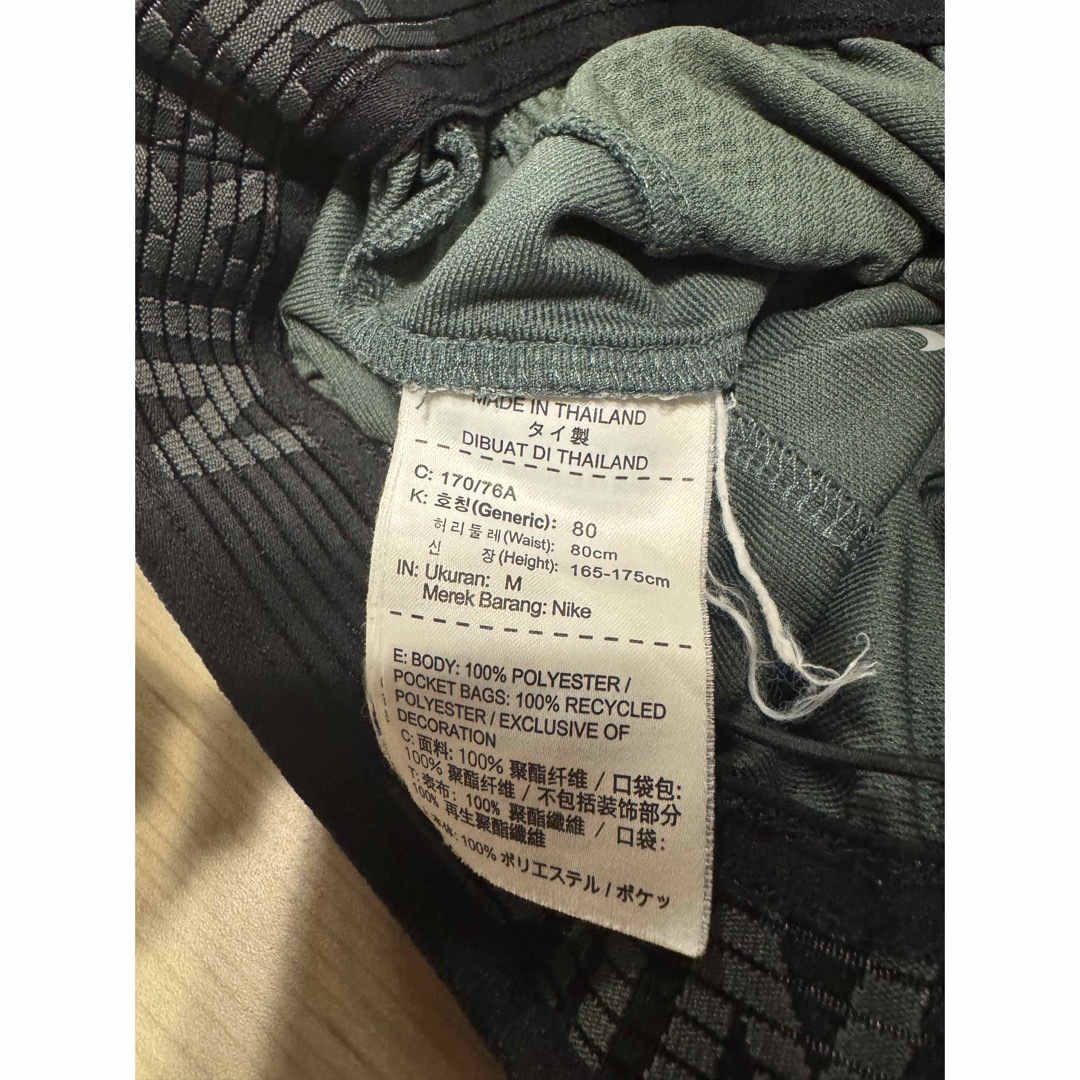 MADE IN THAILAND
タイ製
DIBUAT DI THAILAND
C: 170/76A
K: 호칭(Generic): 80
허리둘레(Waist): 80cm
신 장(Height): 165-175cm
IN: Ukuran: M
Merek Barang: Nike
E: BODY: 100% POLYESTER /
POCKET BAGS: 100% RECYCLED
POLYESTER / EXCLUSIVE OF
DECORATION
C: 面料: 100% 聚酯纤维 / 口袋包:
100% 聚酯纤维 / 不包括装饰部分
T: 表布: 100% 聚酯纖維 / 口袋:
100% 再生聚酯纖維
本体: 100% ポリエステル / ポケッ